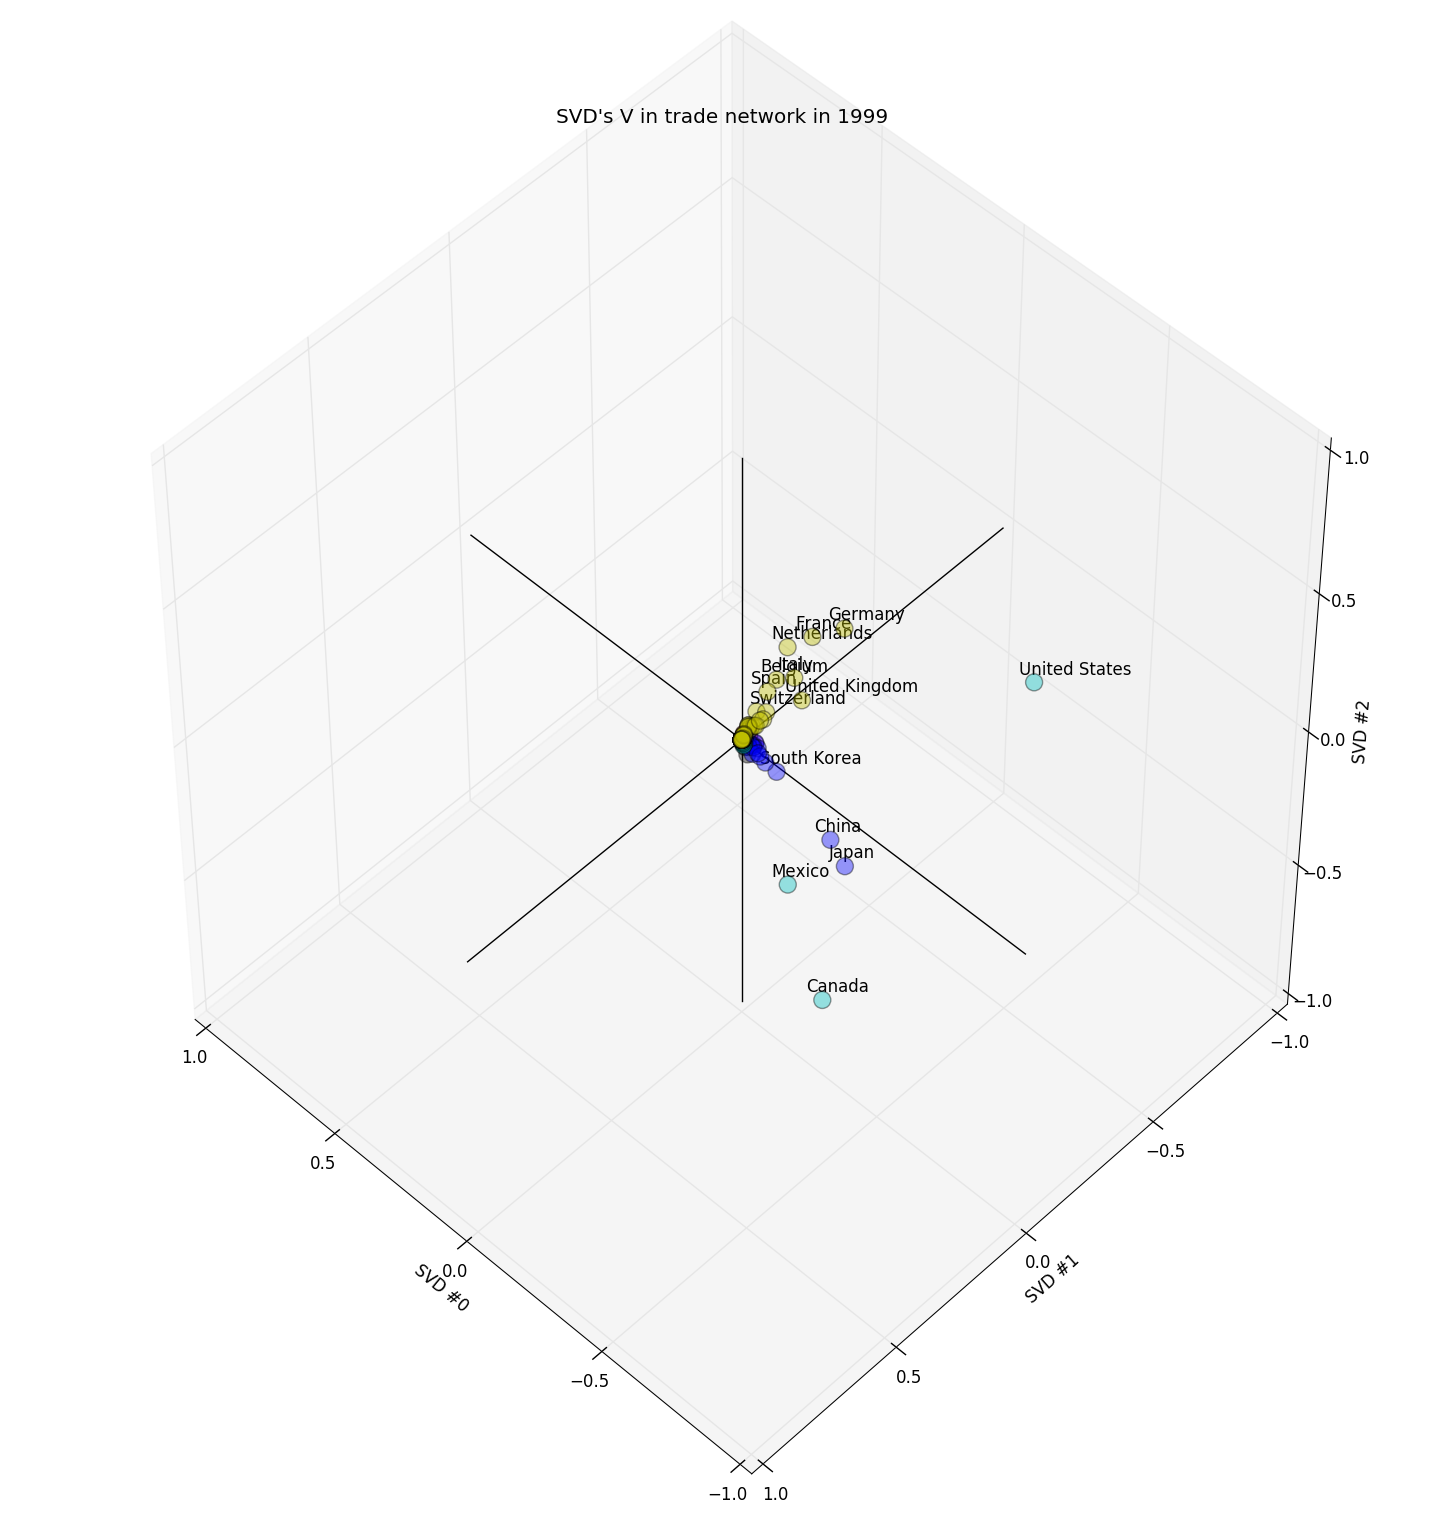 SVD's V in trade network in 1999
1.0
0.5
0.0
−0.5
−1.0
SVD #2
Germany
France
Netherlands
Italy
Belgium
Spain
United Kingdom
Switzerland
United States
South Korea
China
Japan
Mexico
Canada
1.0
0.5
0.0
−0.5
−1.0
SVD #0
−1.0
−0.5
0.0
0.5
1.0
SVD #1